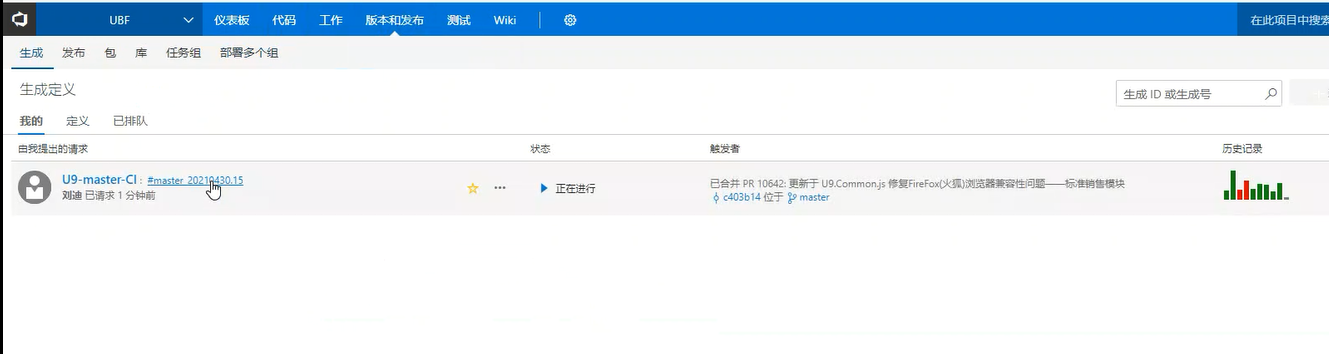 UBF 仪表板 代码 工作 版本和发布 测试 Wiki 在此项目中搜索
生成 发布 包 库 任务组 部署多个组
生成定义
生成 ID 或生成号
我的 定义 已排队
由我提出的请求 状态 触发者 历史记录
U9-master-CI : #master_20210430.15
刘迪 已请求 1 分钟前
正在进行
已合并 PR 10642: 更新于 U9.Common.js 修复FireFox(火狐)浏览器兼容性问题——标准销售模块
c403b14 位于 master